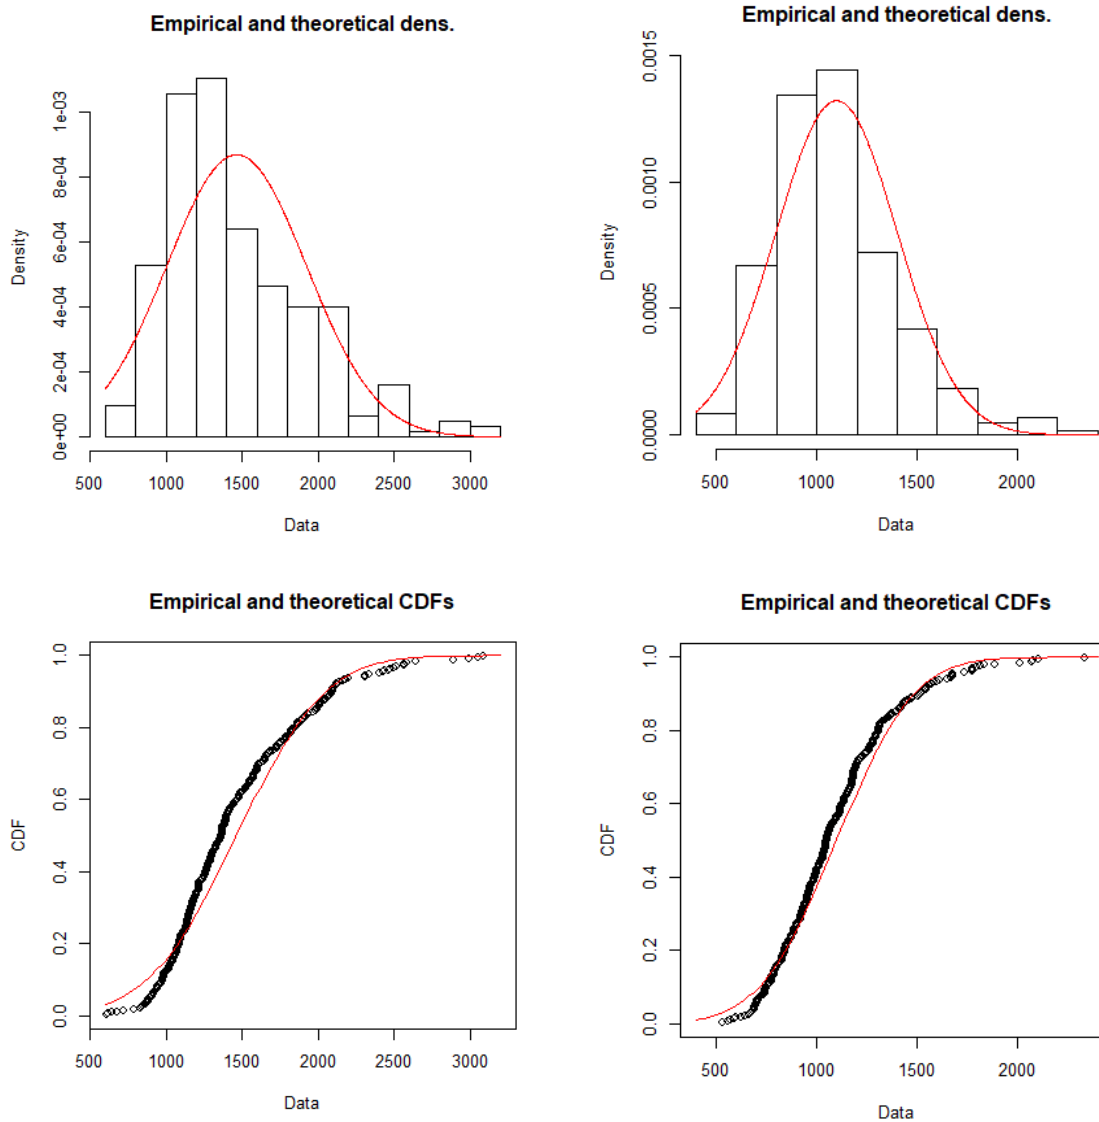 Empirical and theoretical dens.
Density
0e+00 2e-04 4e-04 6e-04 8e-04 1e-03
500 1000 1500 2000 2500 3000
Data
Empirical and theoretical dens.
Density
0.0000 0.0005 0.0010 0.0015
500 1000 1500 2000
Data
Empirical and theoretical CDFs
CDF
0.0 0.2 0.4 0.6 0.8 1.0
500 1000 1500 2000 2500 3000
Data
Empirical and theoretical CDFs
CDF
0.0 0.2 0.4 0.6 0.8 1.0
500 1000 1500 2000
Data